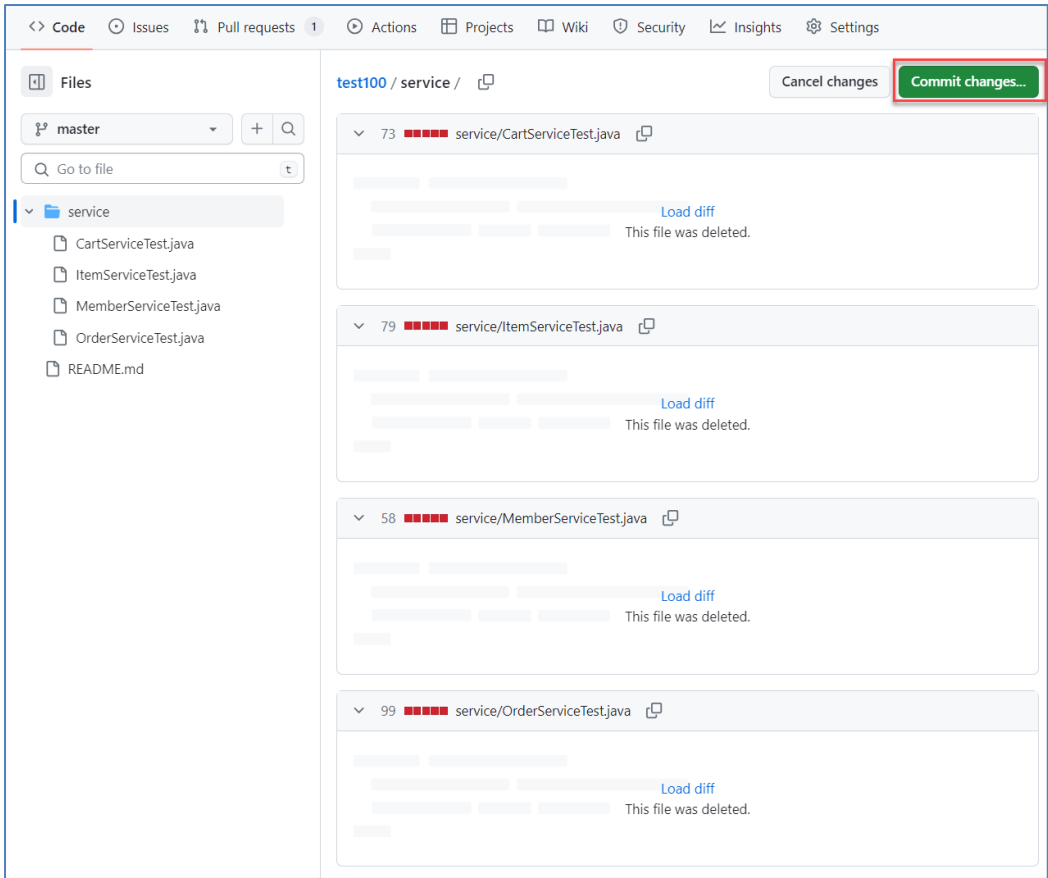 Code Issues Pull requests 1 Actions Projects Wiki Security Insights Settings
Files
master
Go to file t
service
CartServiceTest.java
ItemServiceTest.java
MemberServiceTest.java
OrderServiceTest.java
README.md
test100 / service /
Cancel changes
Commit changes...
73 service/CartServiceTest.java
Load diff
This file was deleted.
79 service/ItemServiceTest.java
Load diff
This file was deleted.
58 service/MemberServiceTest.java
Load diff
This file was deleted.
99 service/OrderServiceTest.java
Load diff
This file was deleted.